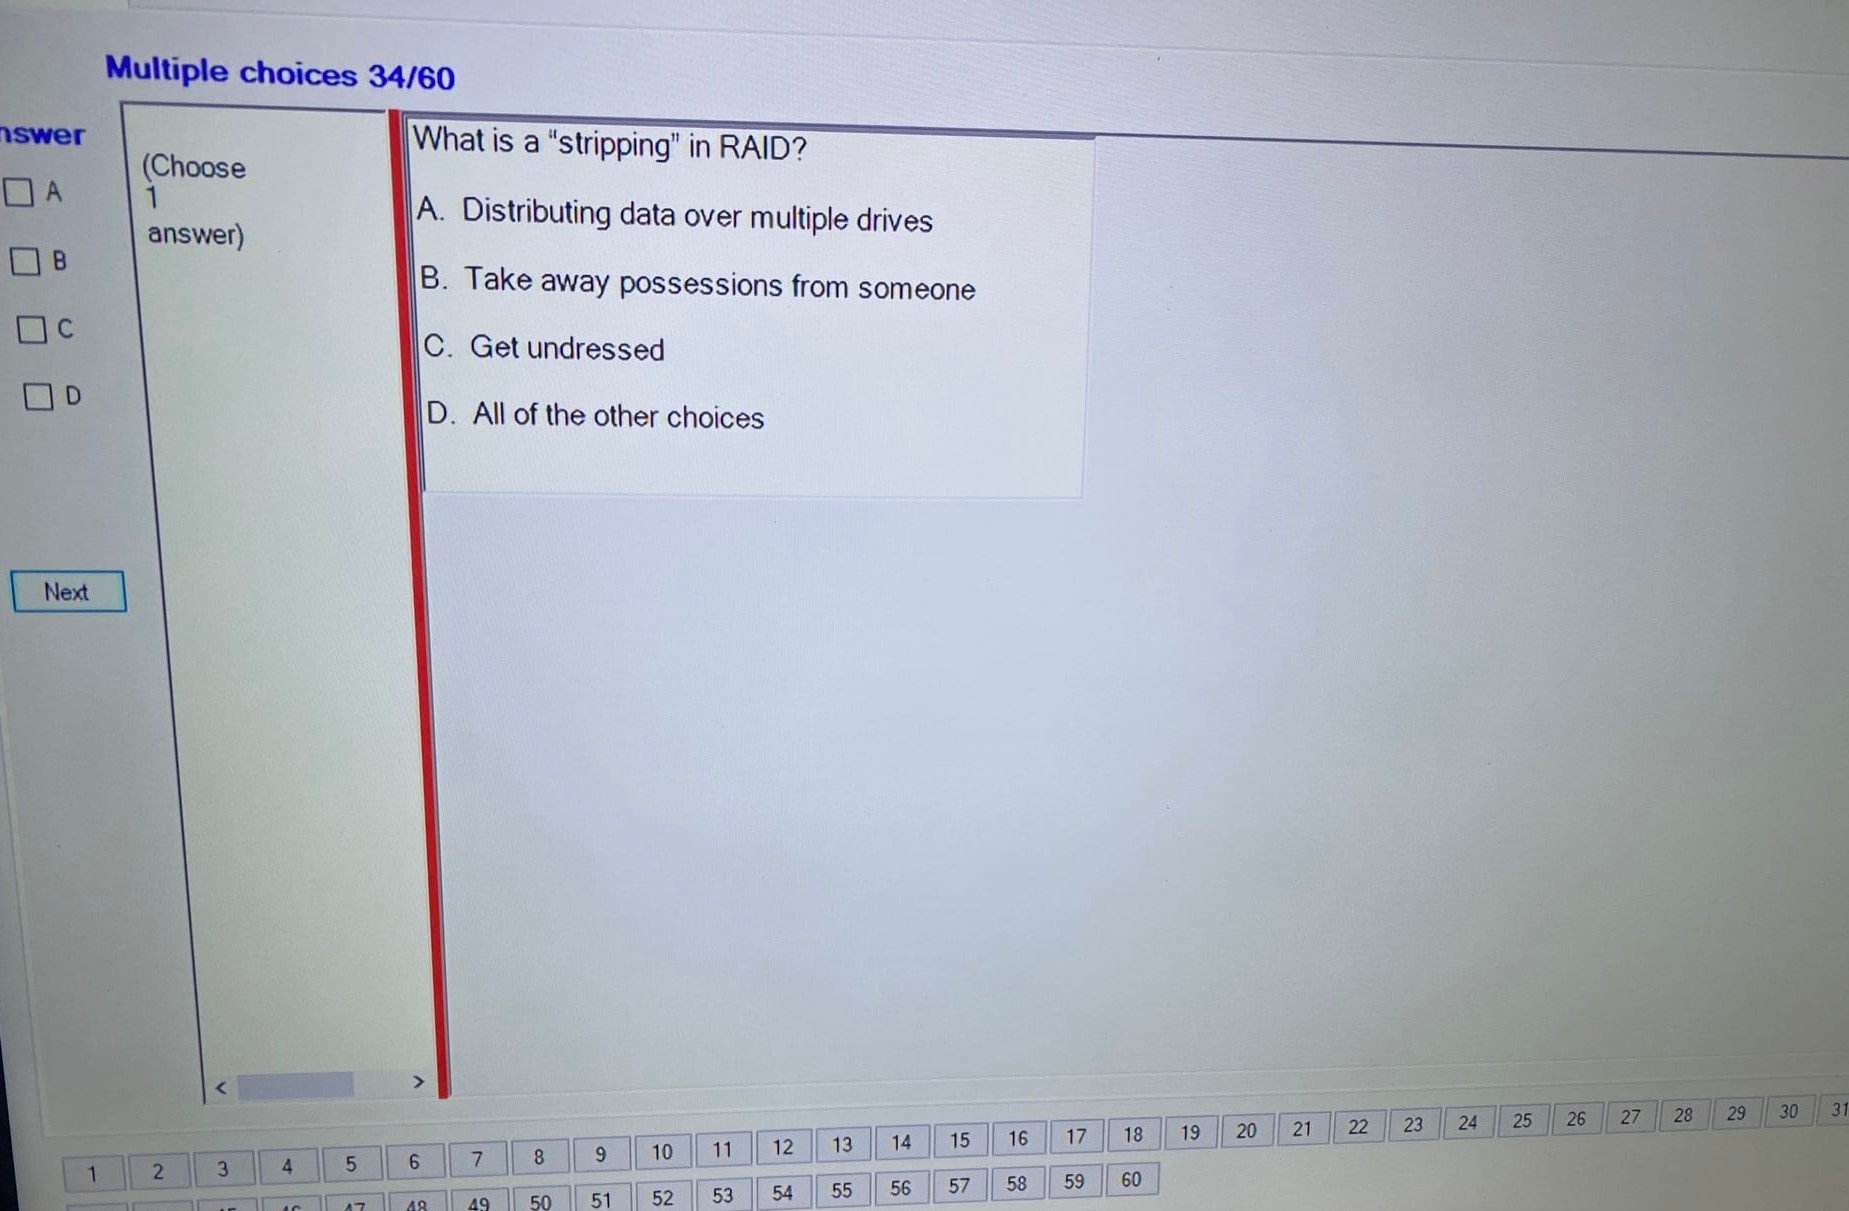 Multiple choices 34/60
nswer
A
B
C
D
(Choose
1
answer)
What is a “stripping” in RAID?
A. Distributing data over multiple drives
B. Take away possessions from someone
C. Get undressed
D. All of the other choices
Next
< >
1 2 3 4 5 6 7 8 9 10 11 12 13 14 15 16 17 18 19 20 21 22 23 24 25 26 27 28 29 30 31
47 48 49 50 51 52 53 54 55 56 57 58 59 60